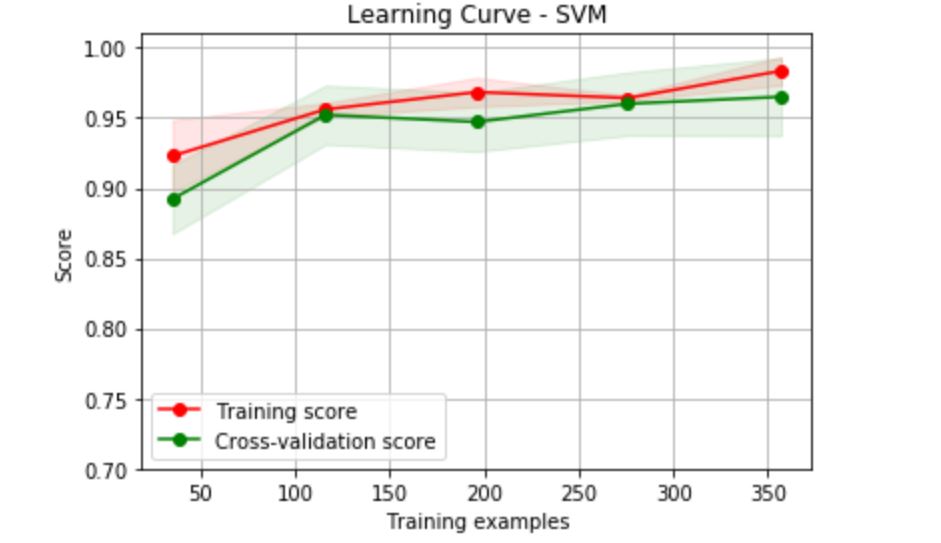 Learning Curve - SVM
1.00
0.95
0.90
0.85
0.80
0.75
0.70
Score
Training score
Cross-validation score
50 100 150 200 250 300 350
Training examples